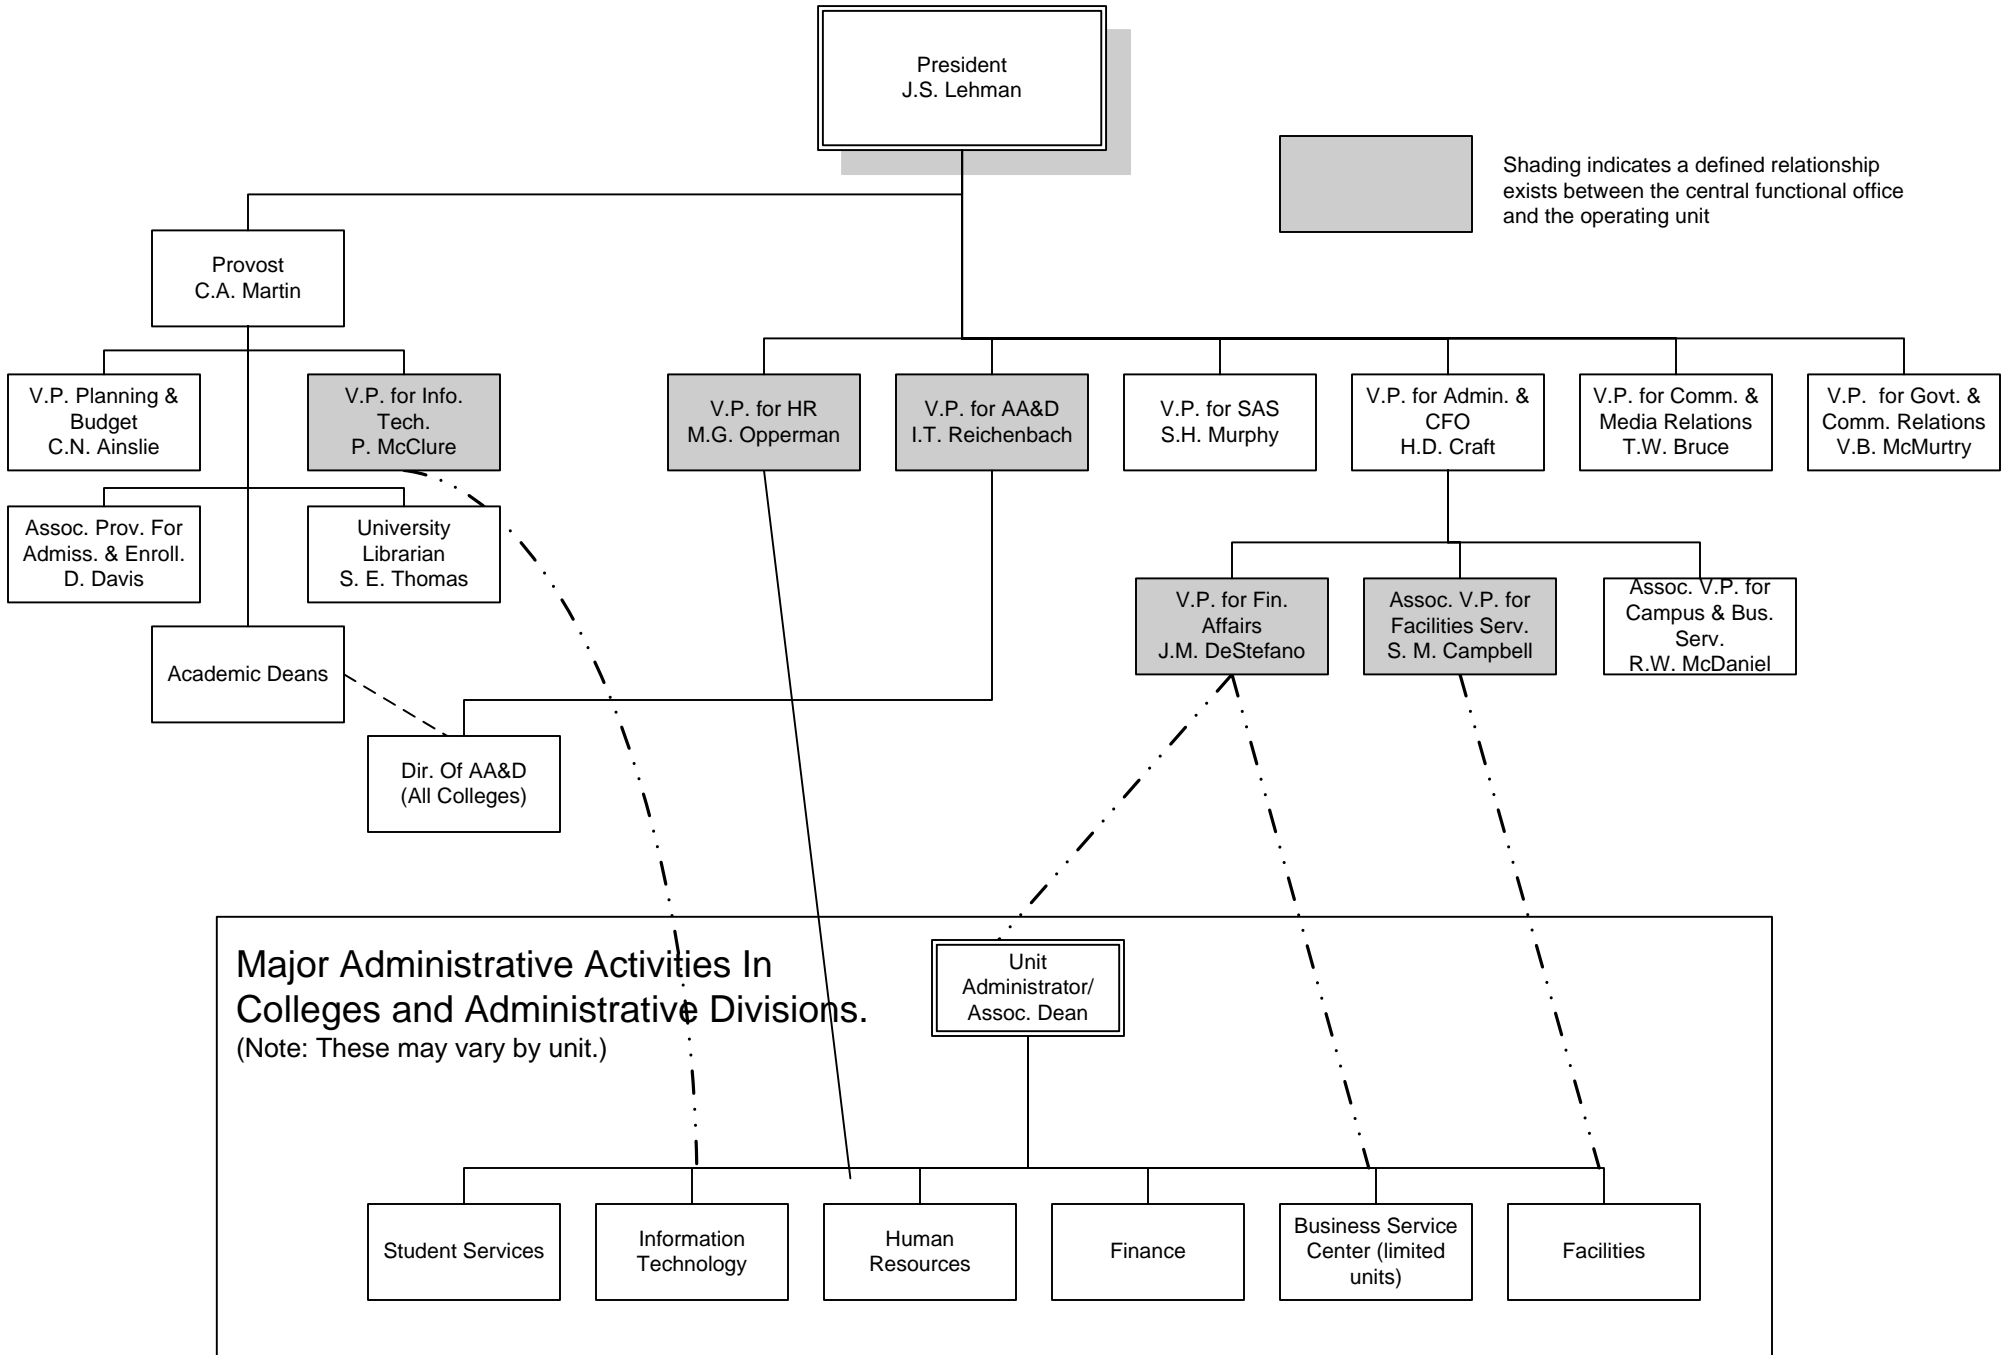 President
J.S. Lehman
Shading indicates a defined relationship
exists between the central functional office
and the operating unit
Provost
C.A. Martin
V.P. Planning &
Budget
C.N. Ainslie
V.P. for Info.
Tech.
P. McClure
V.P. for HR
M.G. Opperman
V.P. for AA&D
I.T. Reichenbach
V.P. for SAS
S.H. Murphy
V.P. for Admin. &
CFO
H.D. Craft
V.P. for Comm. &
Media Relations
T.W. Bruce
V.P. for Govt. &
Comm. Relations
V.B. McMurtry
Assoc. Prov. For
Admiss. & Enroll.
D. Davis
University
Librarian
S. E. Thomas
V.P. for Fin.
Affairs
J.M. DeStefano
Assoc. V.P. for
Facilities Serv.
S. M. Campbell
Assoc. V.P. for
Campus & Bus.
Serv.
R.W. McDaniel
Academic Deans
Dir. Of AA&D
(All Colleges)
Major Administrative Activities In
Colleges and Administrative Divisions.
(Note: These may vary by unit.)
Unit
Administrator/
Assoc. Dean
Student Services
Information
Technology
Human
Resources
Finance
Business Service
Center (limited
units)
Facilities